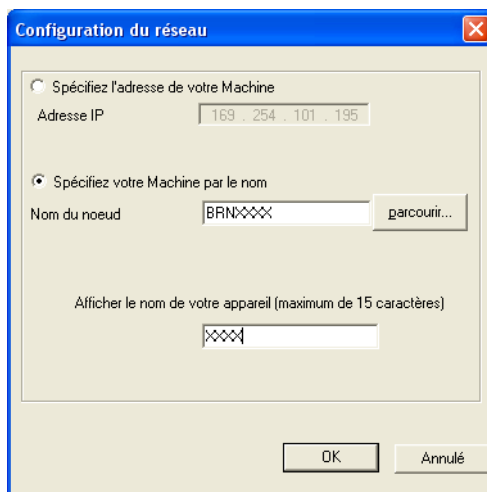 Configuration du réseau
Spécifiez l'adresse de votre Machine
Adresse IP 169 . 254 . 101 . 195
Spécifiez votre Machine par le nom
Nom du noeud BRNXXXX parcourir...
Afficher le nom de votre appareil (maximum de 15 caractères)
XXXX
OK Annulé